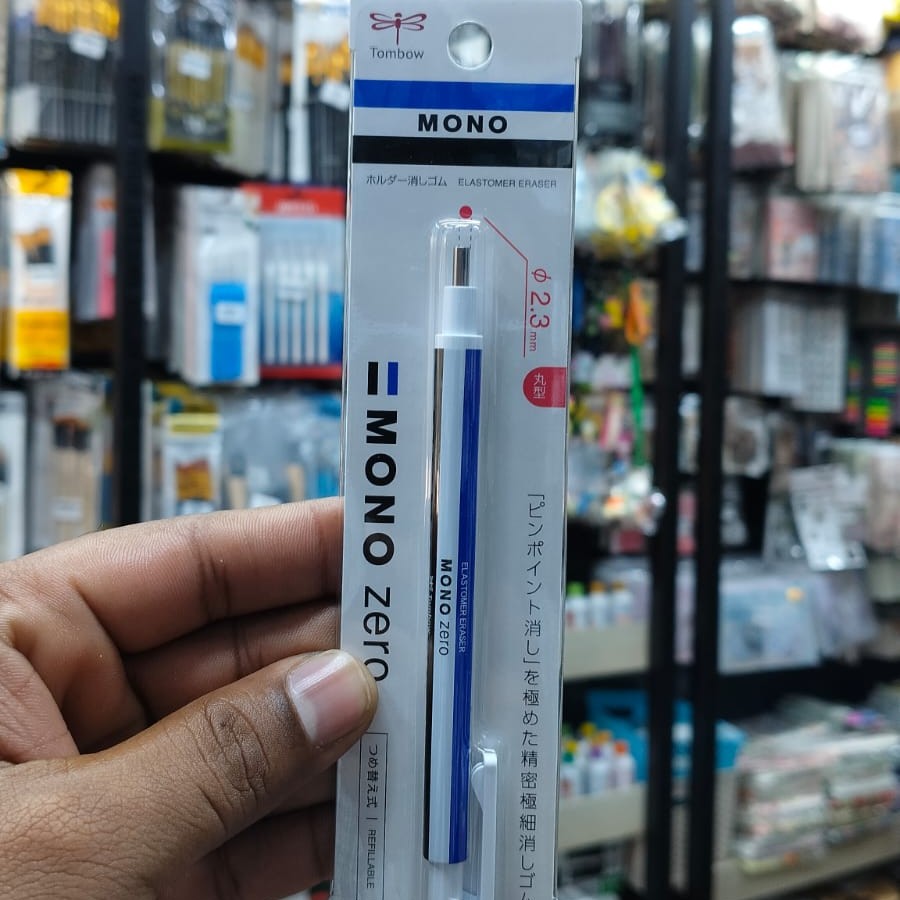 Tombow
MONO
ホルダー消しゴム ELASTOMER ERASER
φ 2.3mm
丸型
MONO zero
ELASTOMER ERASER
MONO zero
「ピンポイント消し」を極めた精密極細消しゴム
つめ替え式 | REFILLABLE